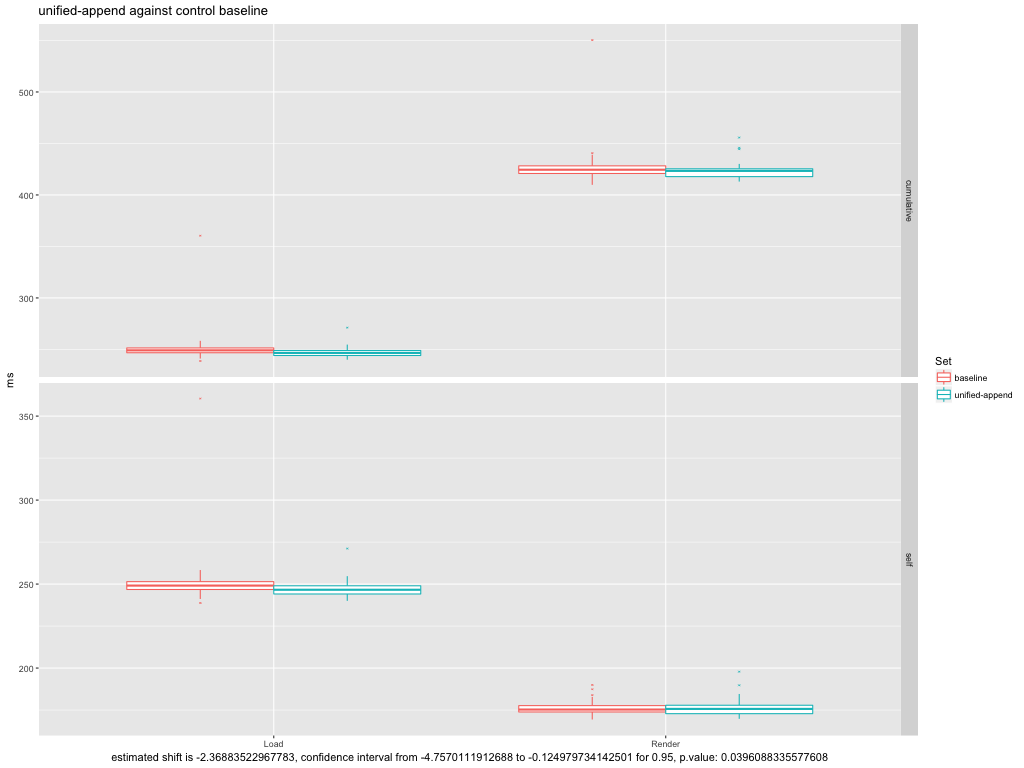 unified-append against control baseline
500
400
300
cumulative
ms
350
300
250
200
self
Load
Render
estimated shift is -2.36883522967783, confidence interval from -4.7570111912688 to -0.124979734142501 for 0.95, p.value: 0.0396088335577608
Set
baseline
unified-append